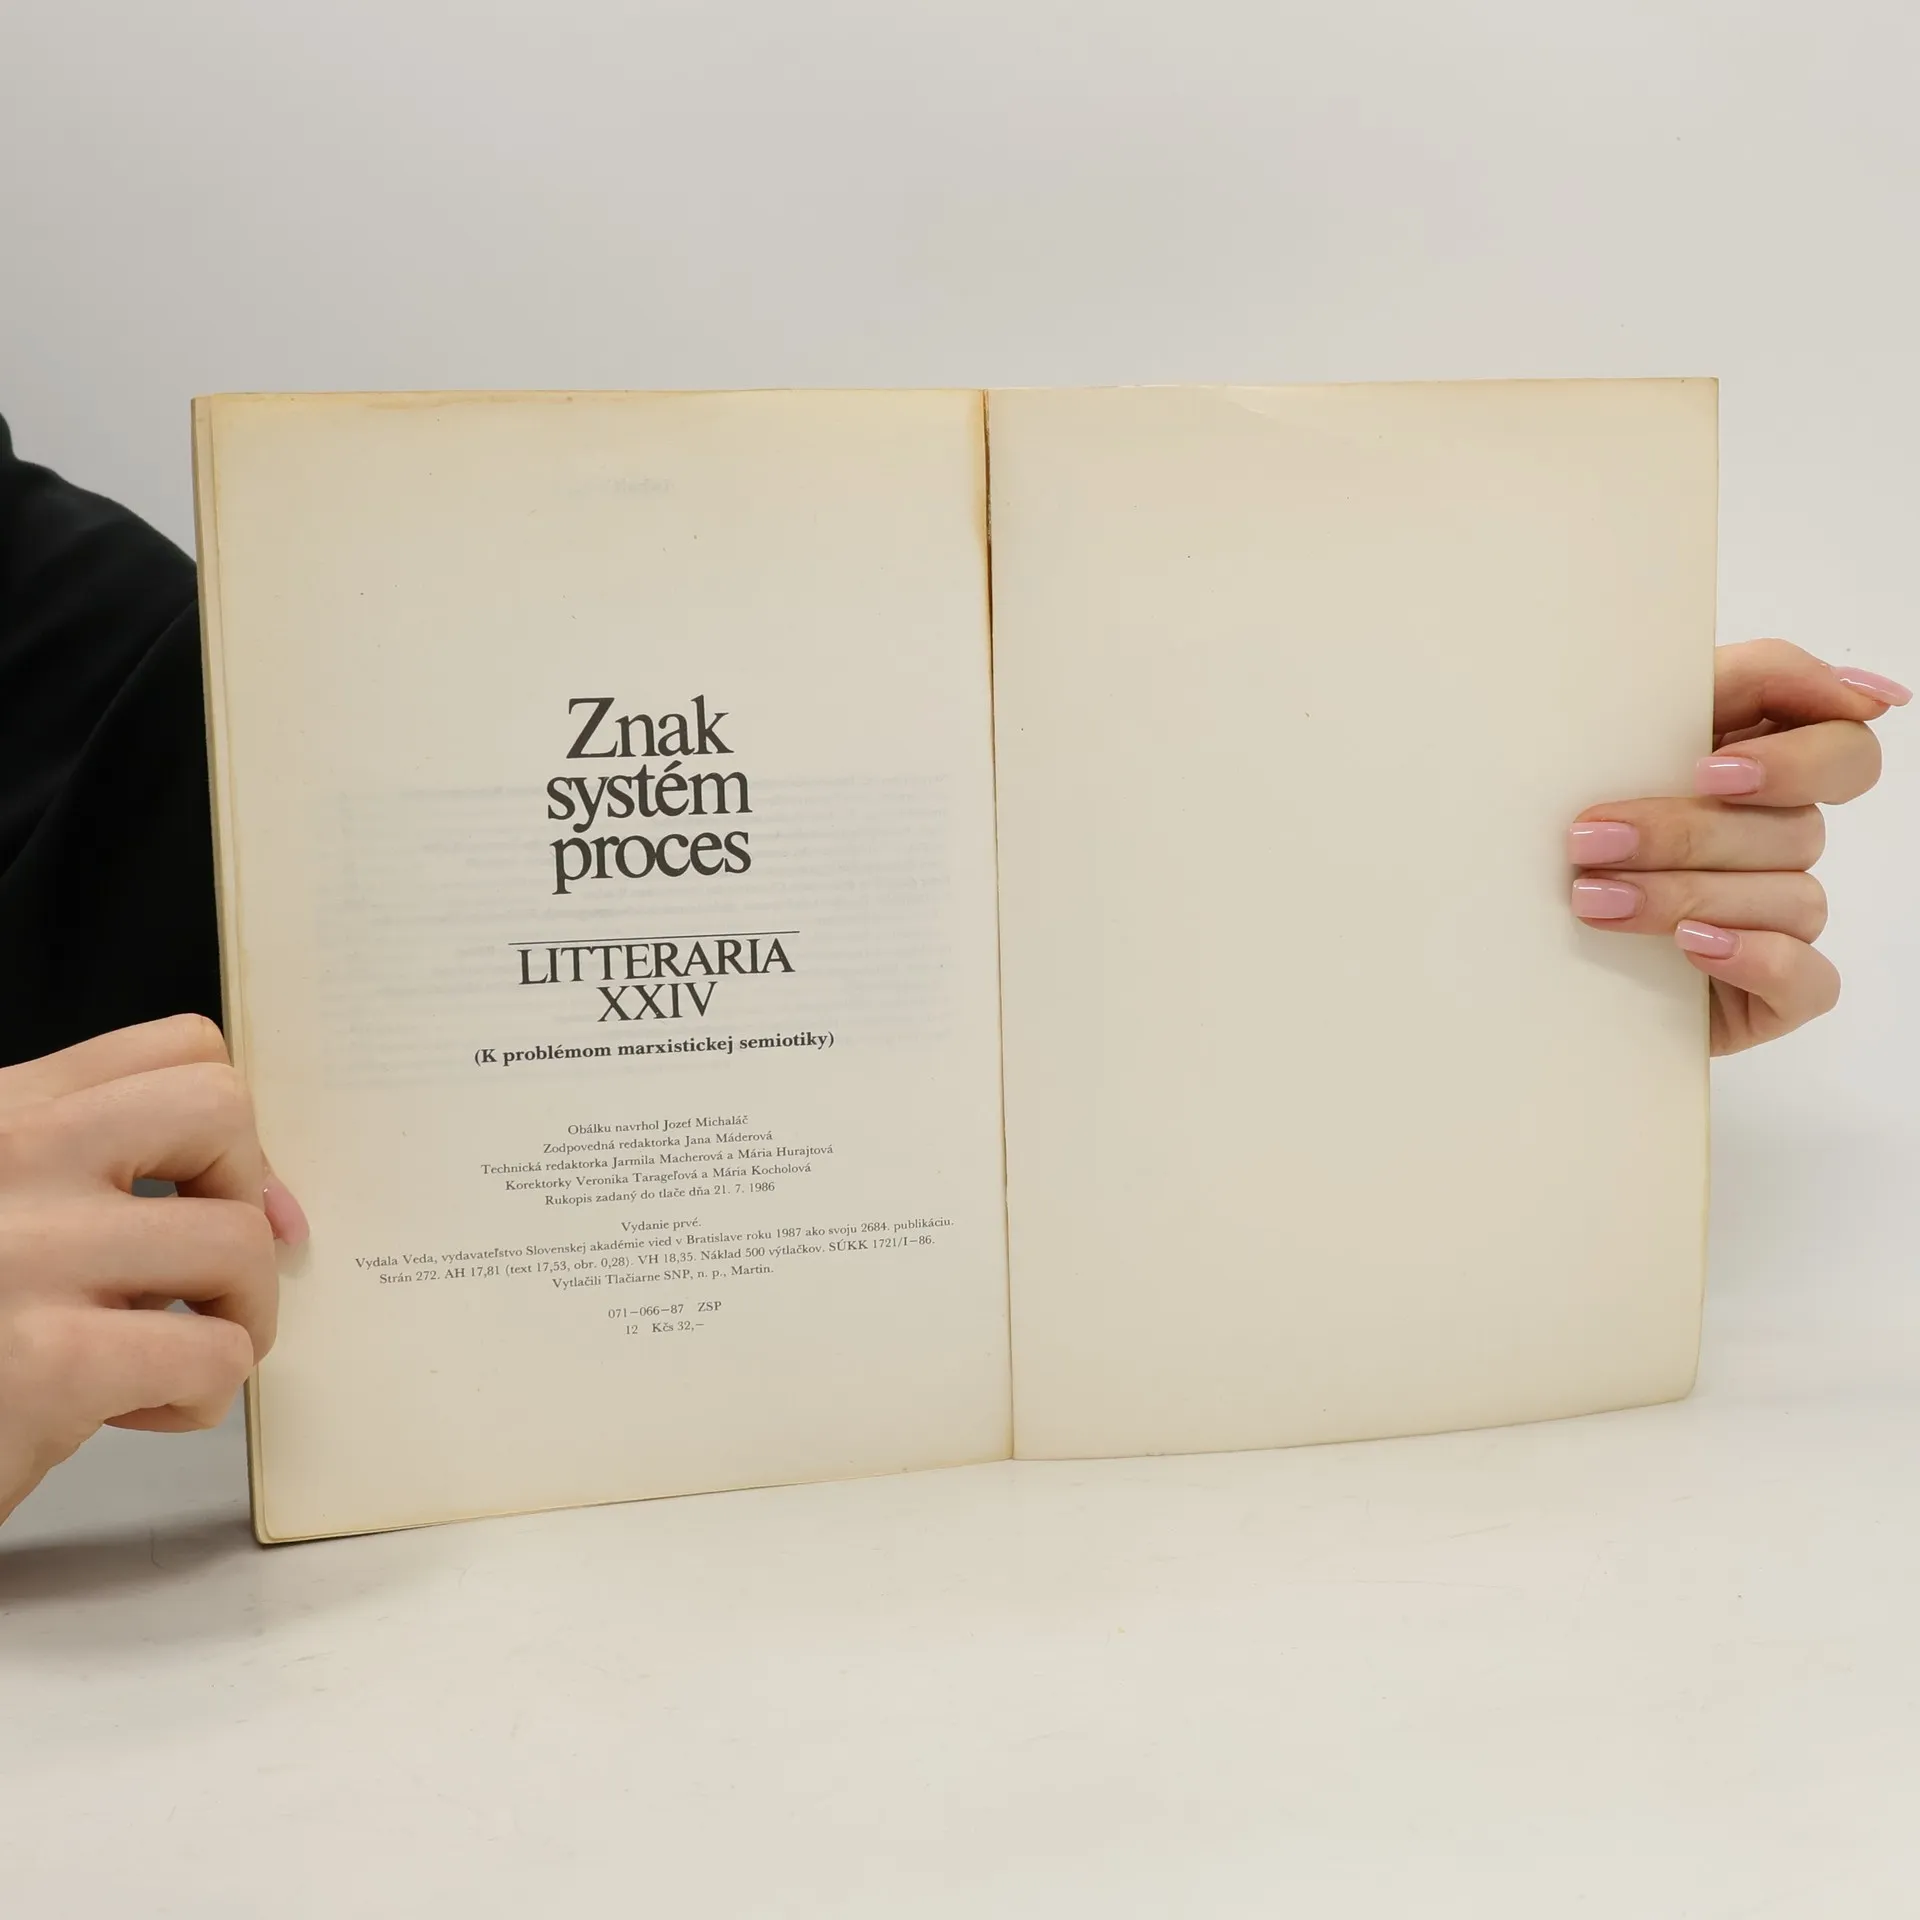 Znak
systém
proces
LITTERARIA
XXIV
(K problémom marxistickej semiotiky)
Obálku navrhol Jozef Michaláč
Zodpovedná redaktorka Jana Máderová
Technická redaktorka Jarmila Macherová a Mária Hurajtová
Korektorky Veronika Tarageľová a Mária Kocholová
Rukopis zadaný do tlače dňa 21. 7. 1986
Vydanie prvé.
Vydala Veda, vydavateľstvo Slovenskej akadémie vied v Bratislave roku 1987 ako svoju 2684. publikáciu.
Strán 272. AH 17,81 (text 17,53, obr. 0,28). VH 18,35. Náklad 500 výtlačkov. SÚKK 1721/I—86.
Vytlačili Tlačiarne SNP, n. p., Martin.
071—066—87 ZSP
12 Kčs 32,—